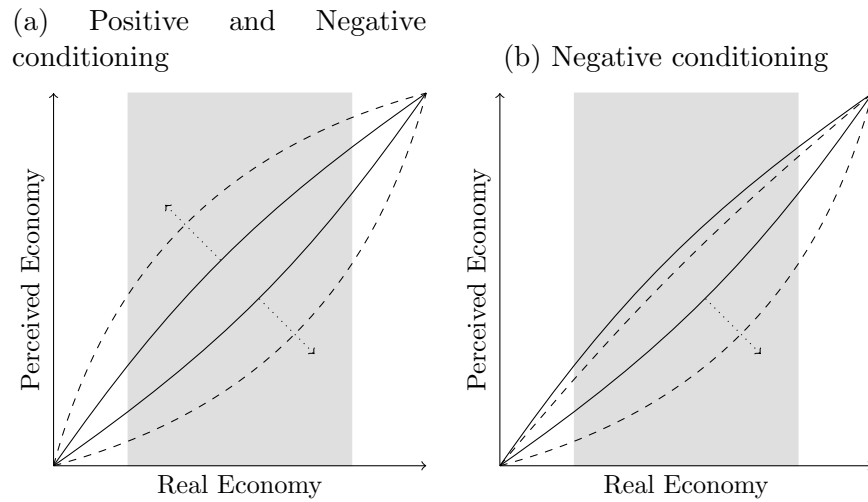 (a) Positive and Negative
conditioning
(b) Negative conditioning
Perceived Economy
Real Economy
Perceived Economy
Real Economy